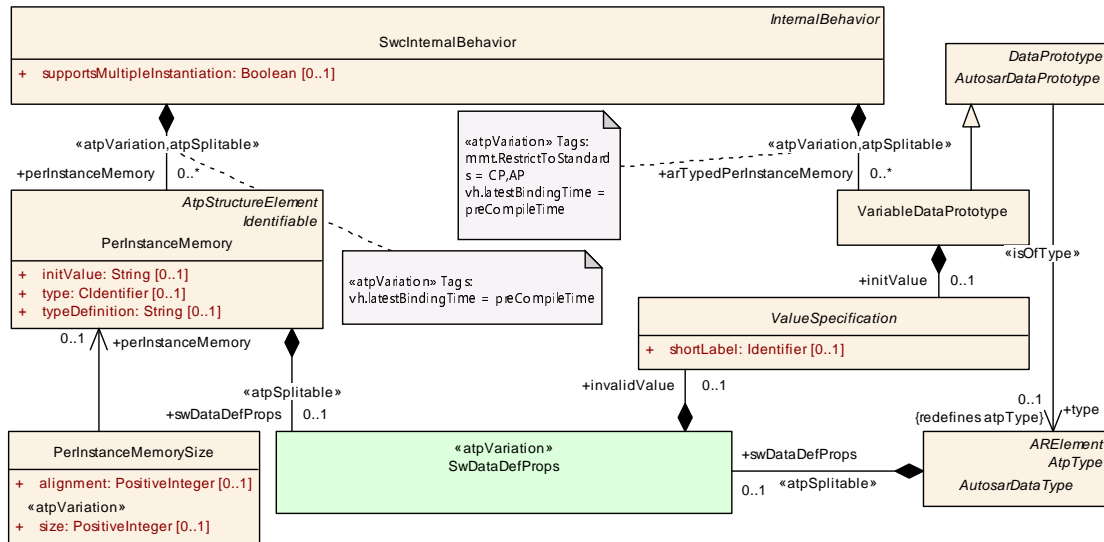 InternalBehavior
SwcInternalBehavior
+ supportsMultipleInstantiation: Boolean [0..1]
DataPrototype
AutosarDataPrototype
«atpVariation,atpSplitable»
+perInstanceMemory
0..*
«atpVariation» Tags:
mmt.RestrictToStandard
s = CP,AP
vh.latestBindingTime =
preCompileTime
«atpVariation,atpSplitable»
+arTypedPerInstanceMemory
0..*
AtpStructureElement
Identifiable
PerInstanceMemory
+ initValue: String [0..1]
+ type: CIdentifier [0..1]
+ typeDefinition: String [0..1]
VariableDataPrototype
«atpVariation» Tags:
vh.latestBindingTime = preCompileTime
«isOfType»
+initValue
0..1
ValueSpecification
+ shortLabel: Identifier [0..1]
0..1
+perInstanceMemory
«atpSplitable»
+swDataDefProps
0..1
+invalidValue
0..1
0..1
+type
{redefines atpType}
PerInstanceMemorySize
+ alignment: PositiveInteger [0..1]
«atpVariation»
+ size: PositiveInteger [0..1]
«atpVariation»
SwDataDefProps
+swDataDefProps
0..1
«atpSplitable»
ARElement
AtpType
AutosarDataType